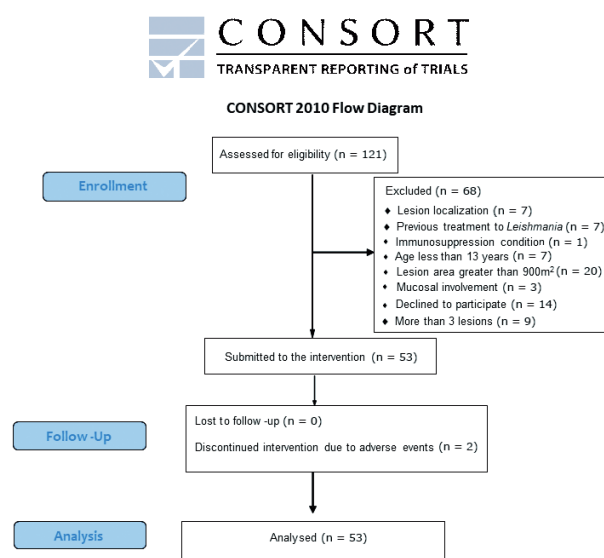 CONSORT
TRANSPARENT REPORTING of TRIALS
CONSORT 2010 Flow Diagram
Assessed for eligibility (n = 121)
Enrollment
Excluded (n = 68)
♦ Lesion localization (n = 7)
♦ Previous treatment to Leishmania (n = 7)
♦ Immunosuppression condition (n = 1)
♦ Age less than 13 years (n = 7)
♦ Lesion area greater than 900m² (n = 20)
♦ Mucosal involvement (n = 3)
♦ Declined to participate (n = 14)
♦ More than 3 lesions (n = 9)
Submitted to the intervention (n = 53)
Follow -Up
Lost to follow -up (n = 0)
Discontinued intervention due to adverse events (n = 2)
Analysis
Analysed (n = 53)